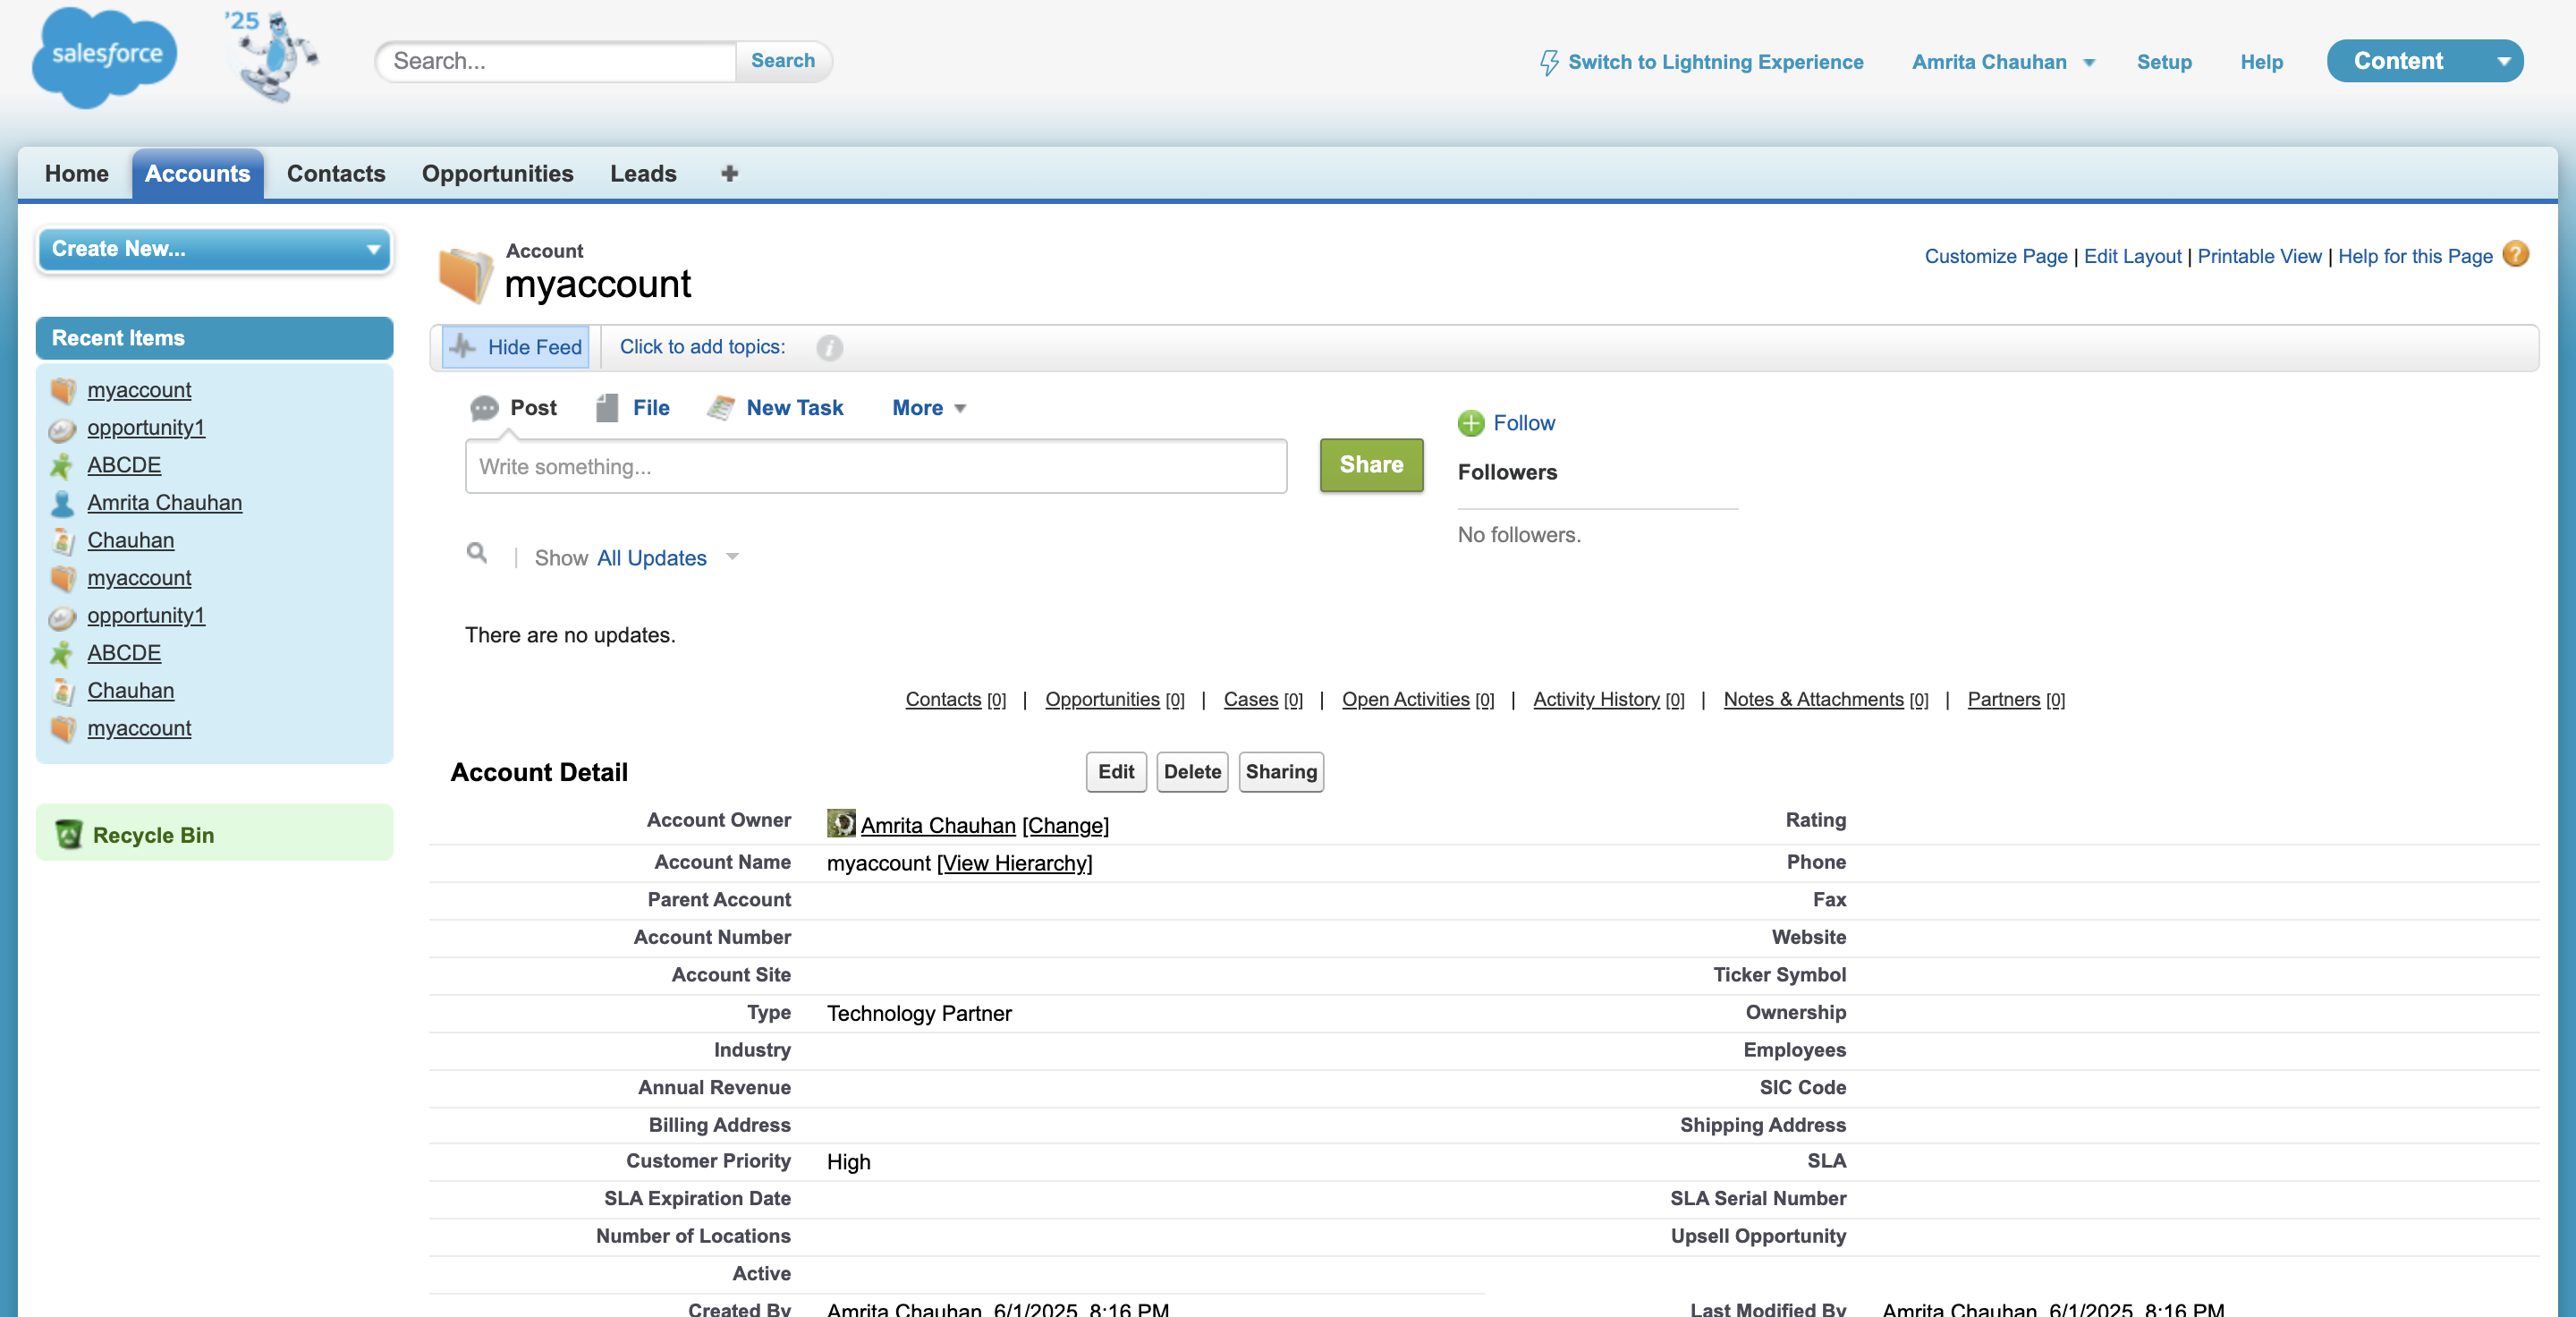 salesforce
'25
Search...
Search
Switch to Lightning Experience
Amrita Chauhan
Setup
Help
Content
Home
Accounts
Contacts
Opportunities
Leads
Create New...
Recent Items
myaccount
opportunity1
ABCDE
Amrita Chauhan
Chauhan
myaccount
opportunity1
ABCDE
Chauhan
myaccount
Recycle Bin
Account
myaccount
Customize Page | Edit Layout | Printable View | Help for this Page
Hide Feed
Click to add topics:
Post
File
New Task
More
Write something...
Share
Follow
Followers
No followers.
Show All Updates
There are no updates.
Contacts [0] | Opportunities [0] | Cases [0] | Open Activities [0] | Activity History [0] | Notes & Attachments [0] | Partners [0]
Account Detail
Edit
Delete
Sharing
Account Owner Amrita Chauhan [Change]
Rating
Account Name myaccount [View Hierarchy]
Phone
Parent Account
Fax
Account Number
Website
Account Site
Ticker Symbol
Type Technology Partner
Ownership
Industry
Employees
Annual Revenue
SIC Code
Billing Address
Shipping Address
Customer Priority High
SLA
SLA Expiration Date
SLA Serial Number
Number of Locations
Upsell Opportunity
Active
Created By Amrita Chauhan, 6/1/2025, 8:16 PM
Last Modified By Amrita Chauhan, 6/1/2025, 8:16 PM